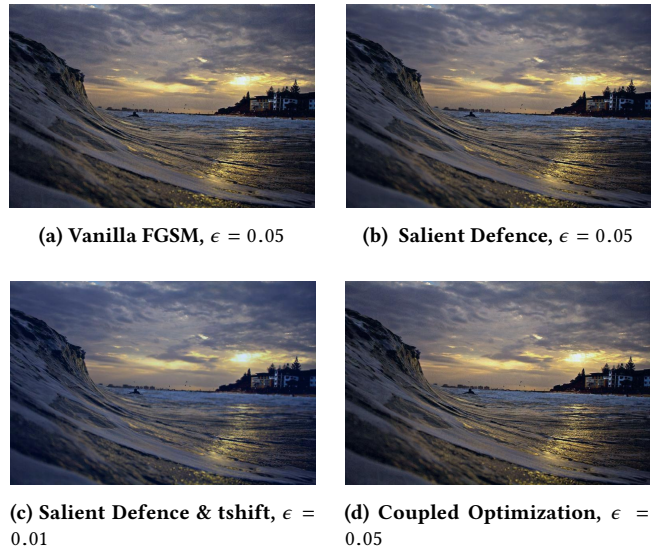 (a) Vanilla FGSM, ϵ = 0.05
(b) Salient Defence, ϵ = 0.05
(c) Salient Defence & tshift, ϵ =
0.01
(d) Coupled Optimization, ϵ =
0.05